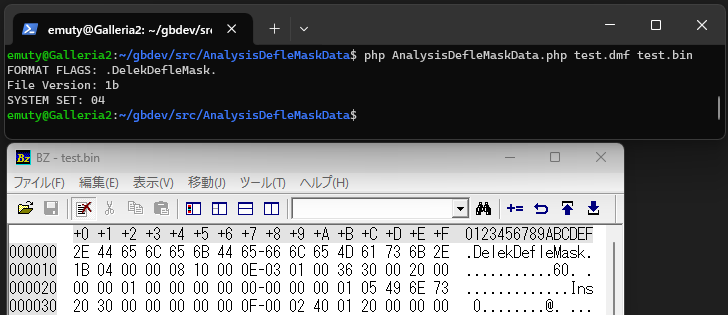 emuty@Galleria2: ~/gbdev/src
emuty@Galleria2:~/gbdev/src/AnalysisDefleMaskData$ php AnalysisDefleMaskData.php test.dmf test.bin
FORMAT FLAGS: .DelekDefleMask.
File Version: 1b
SYSTEM SET: 04
emuty@Galleria2:~/gbdev/src/AnalysisDefleMaskData$
BZ - test.bin
ファイル(F) 編集(E) 表示(V) 移動(J) ツール(T) ヘルプ(H)
+0 +1 +2 +3 +4 +5 +6 +7 +8 +9 +A +B +C +D +E +F 0123456789ABCDEF
000000 2E 44 65 6C 65 6B 44 65-66 6C 65 4D 61 73 6B 2E .DelekDefleMask.
000010 1B 04 00 00 08 10 00 0E-03 01 00 36 30 00 00 00 ...........60...
000020 00 00 01 00 00 00 00 00-00 00 00 01 05 49 6E 73 .............Ins
000030 20 30 00 00 00 00 00 0F-00 02 40 01 20 00 00 00  0........@. ...